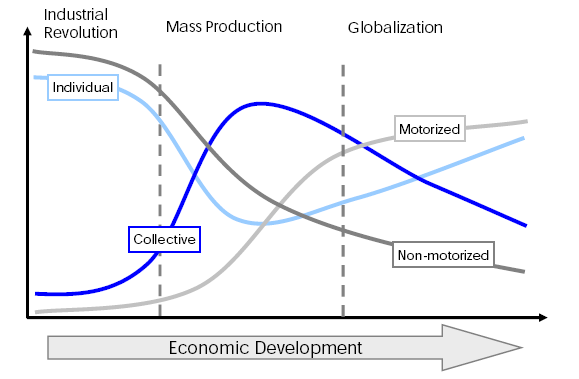 Industrial
Revolution
Mass Production
Globalization
Individual
Motorized
Collective
Non-motorized
Economic Development